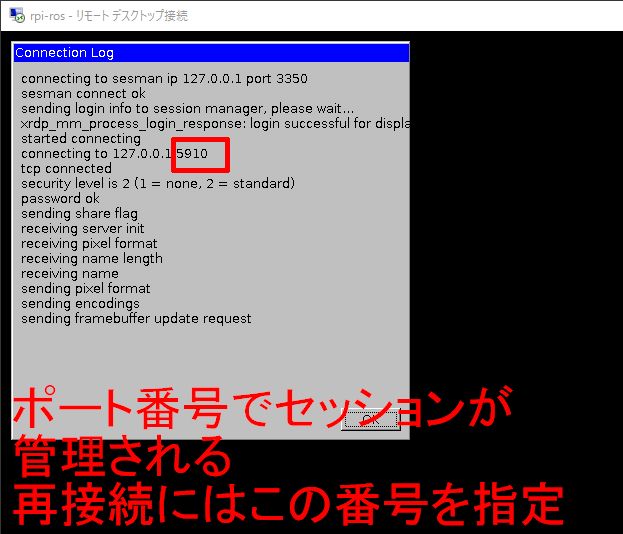 rpi-ros - リモート デスクトップ接続
Connection Log
connecting to sesman ip 127.0.0.1 port 3350
sesman connect ok
sending login info to session manager, please wait...
xrdp_mm_process_login_response: login successful for displa
started connecting
connecting to 127.0.0.1 5910
tcp connected
security level is 2 (1 = none, 2 = standard)
password ok
sending share flag
receiving server init
receiving pixel format
receiving name length
receiving name
sending pixel format
sending encodings
sending framebuffer update request
OK
ポート番号でセッションが
管理される
再接続にはこの番号を指定